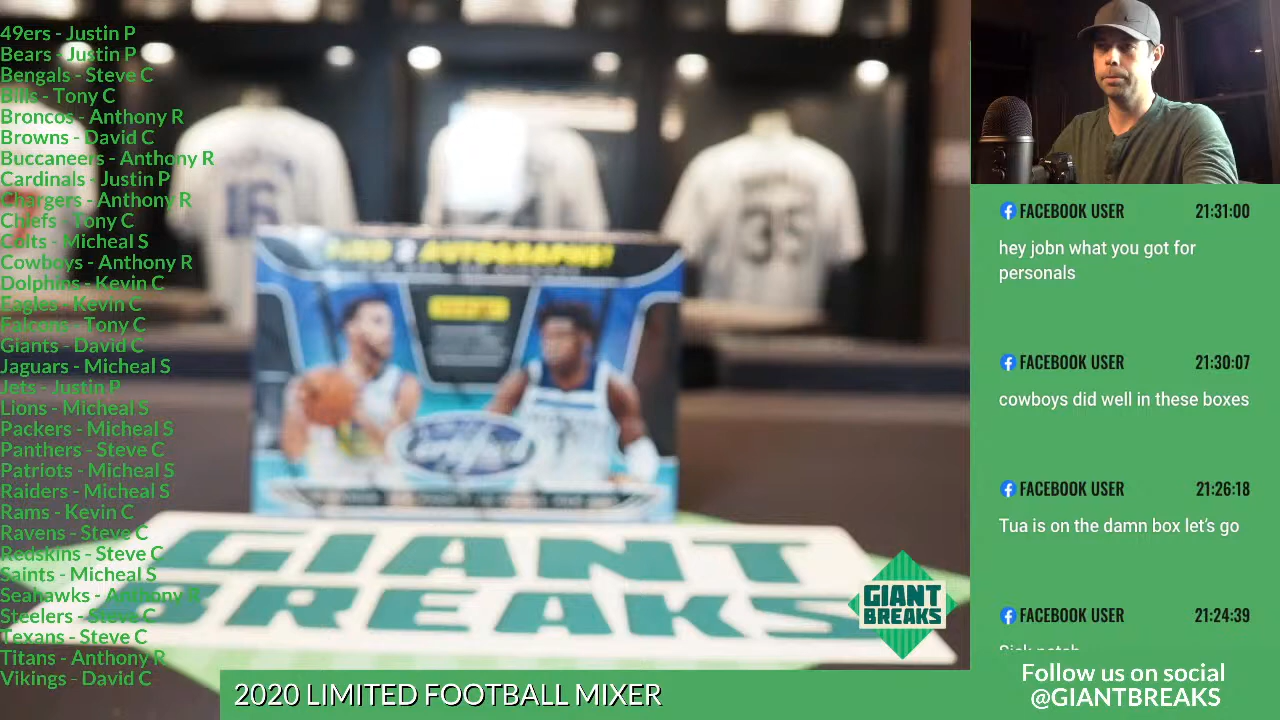 49ers - Justin P
Bears - Justin P
Bengals - Steve C
Bills - Tony C
Broncos - Anthony R
Browns - David C
Buccaneers - Anthony R
Cardinals - Justin P
Chargers - Anthony R
Chiefs - Tony C
Colts - Micheal S
Cowboys - Anthony R
Dolphins - Kevin C
Eagles - Kevin C
Falcons - Tony C
Giants - David C
Jaguars - Micheal S
Jets - Justin P
Lions - Micheal S
Packers - Micheal S
Panthers - Steve C
Patriots - Micheal S
Raiders - Micheal S
Rams - Kevin C
Ravens - Steve C
Redskins - Steve C
Saints - Micheal S
Seahawks - Anthony R
Steelers - Steve C
Texans - Steve C
Titans - Anthony R
Vikings - David C
16
35
2 AUTOGRAPHS!
GIANT
BREAKS
GIANT
BREAKS
2020 LIMITED FOOTBALL MIXER
FACEBOOK USER 21:31:00
hey jobn what you got for
personals
FACEBOOK USER 21:30:07
cowboys did well in these boxes
FACEBOOK USER 21:26:18
Tua is on the damn box let's go
FACEBOOK USER 21:24:39
Follow us on social
@GIANTBREAKS